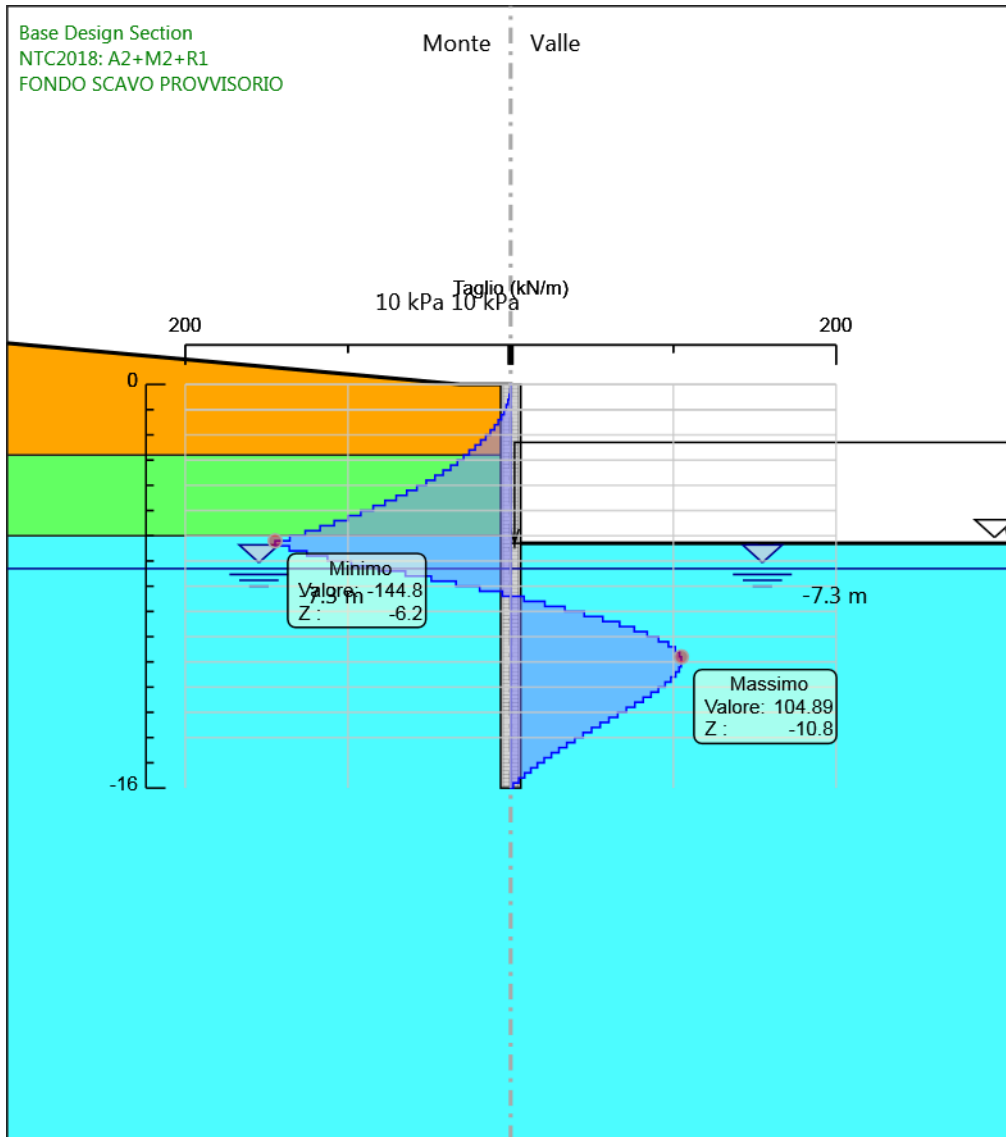 Base Design Section
NTC2018: A2+M2+R1
FONDO SCAVO PROVVISORIO
Monte
Valle
Taglio (kN/m)
10 kPa 10 kPa
200
200
0
Minimo
Valore: -144.8
Z : -6.2
-7.3 m
-7.3 m
Massimo
Valore: 104.89
Z : -10.8
-16